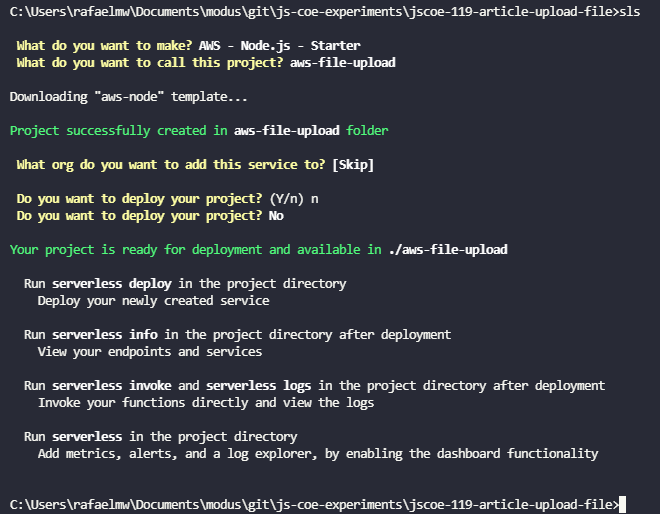 C:\Users\rafaelmw\Documents\modus\git\js-coe-experiments\jscoe-119-article-upload-file>sls
What do you want to make? AWS - Node.js - Starter
What do you want to call this project? aws-file-upload
Downloading "aws-node" template...
Project successfully created in aws-file-upload folder
What org do you want to add this service to? [Skip]
Do you want to deploy your project? (Y/n) n
Do you want to deploy your project? No
Your project is ready for deployment and available in ./aws-file-upload
Run serverless deploy in the project directory
Deploy your newly created service
Run serverless info in the project directory after deployment
View your endpoints and services
Run serverless invoke and serverless logs in the project directory after deployment
Invoke your functions directly and view the logs
Run serverless in the project directory
Add metrics, alerts, and a log explorer, by enabling the dashboard functionality
C:\Users\rafaelmw\Documents\modus\git\js-coe-experiments\jscoe-119-article-upload-file>